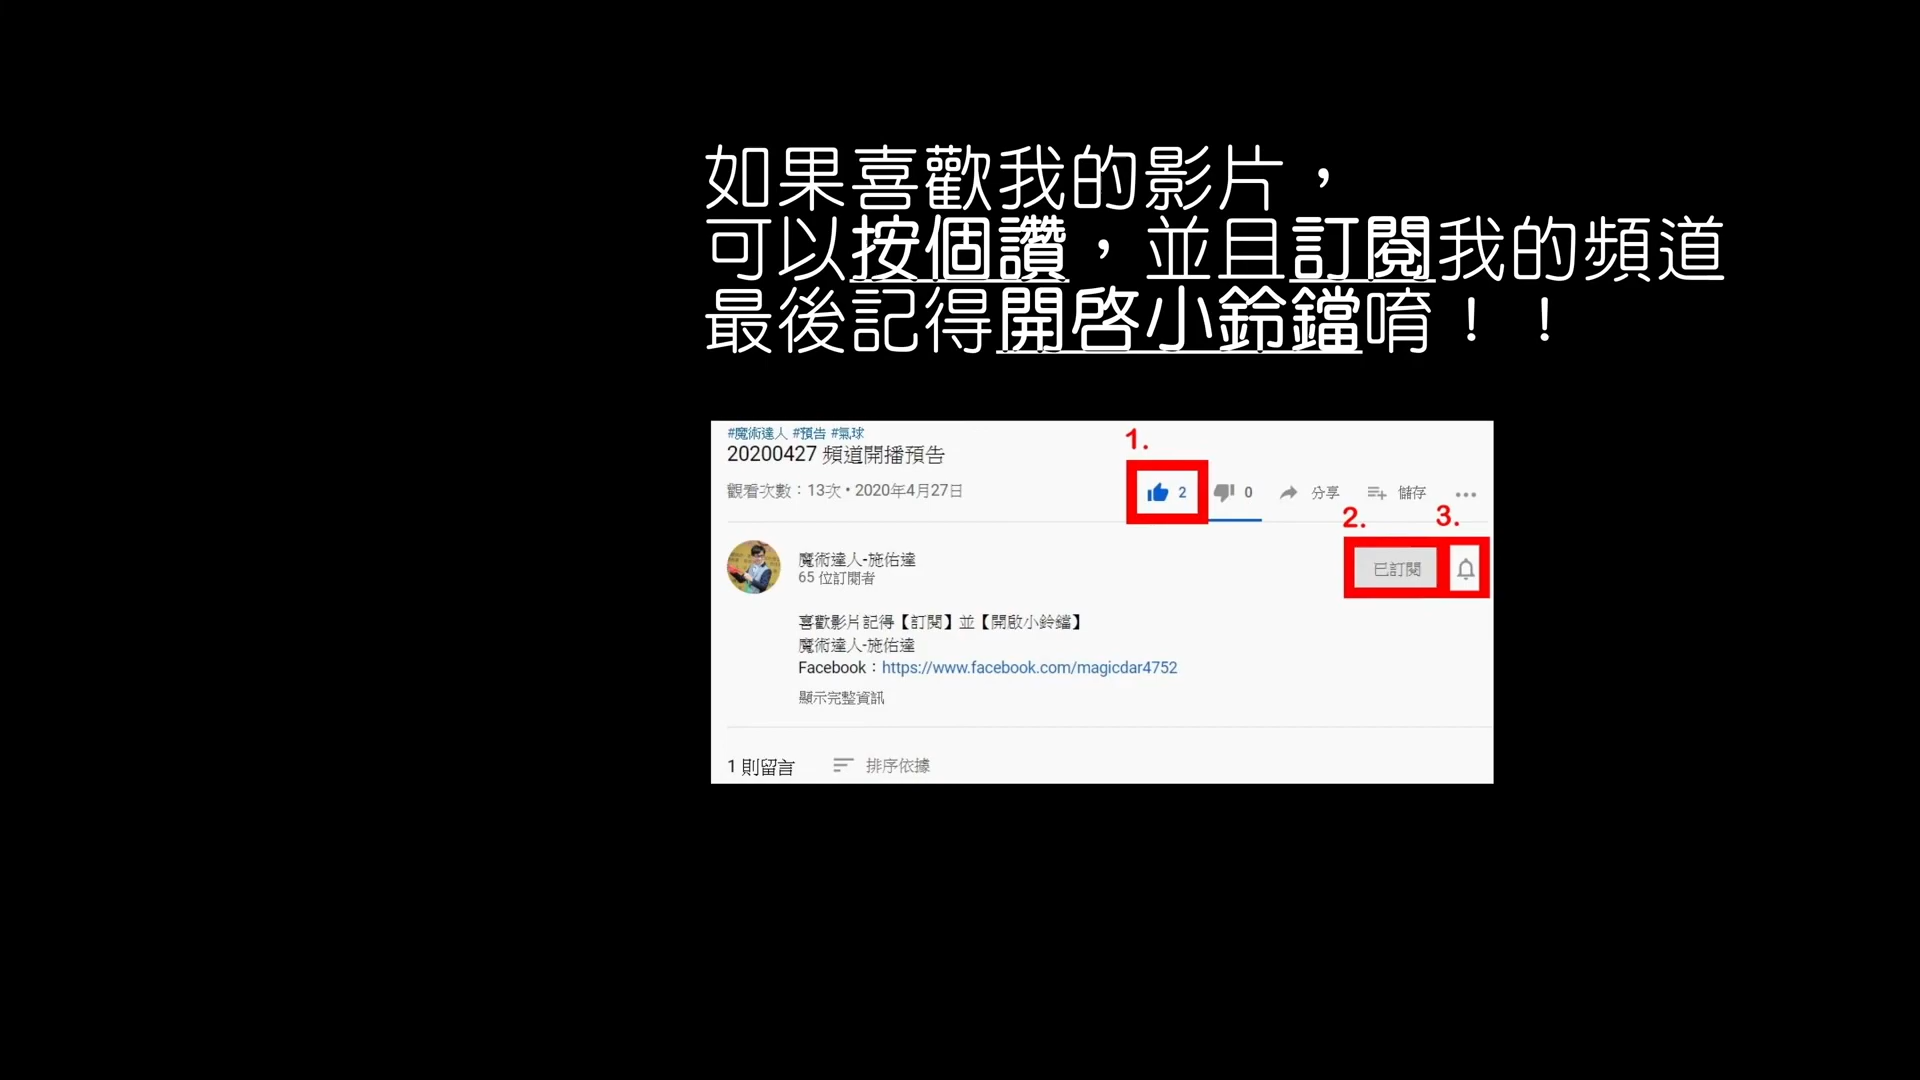 如果喜歡我的影片，
可以按個讚，並且訂閱我的頻道
最後記得開啓小鈴鐺唷！！
#魔術達人 #預告 #氣球
20200427 頻道開播預告
觀看次數：13次 • 2020年4月27日
1.
2
0
分享
儲存
2.
3.
魔術達人-施佑達
65 位訂閱者
已訂閱
喜歡影片記得【訂閱】並【開啟小鈴鐺】
魔術達人-施佑達
Facebook：https://www.facebook.com/magicdar4752
顯示完整資訊
1 則留言
排序依據